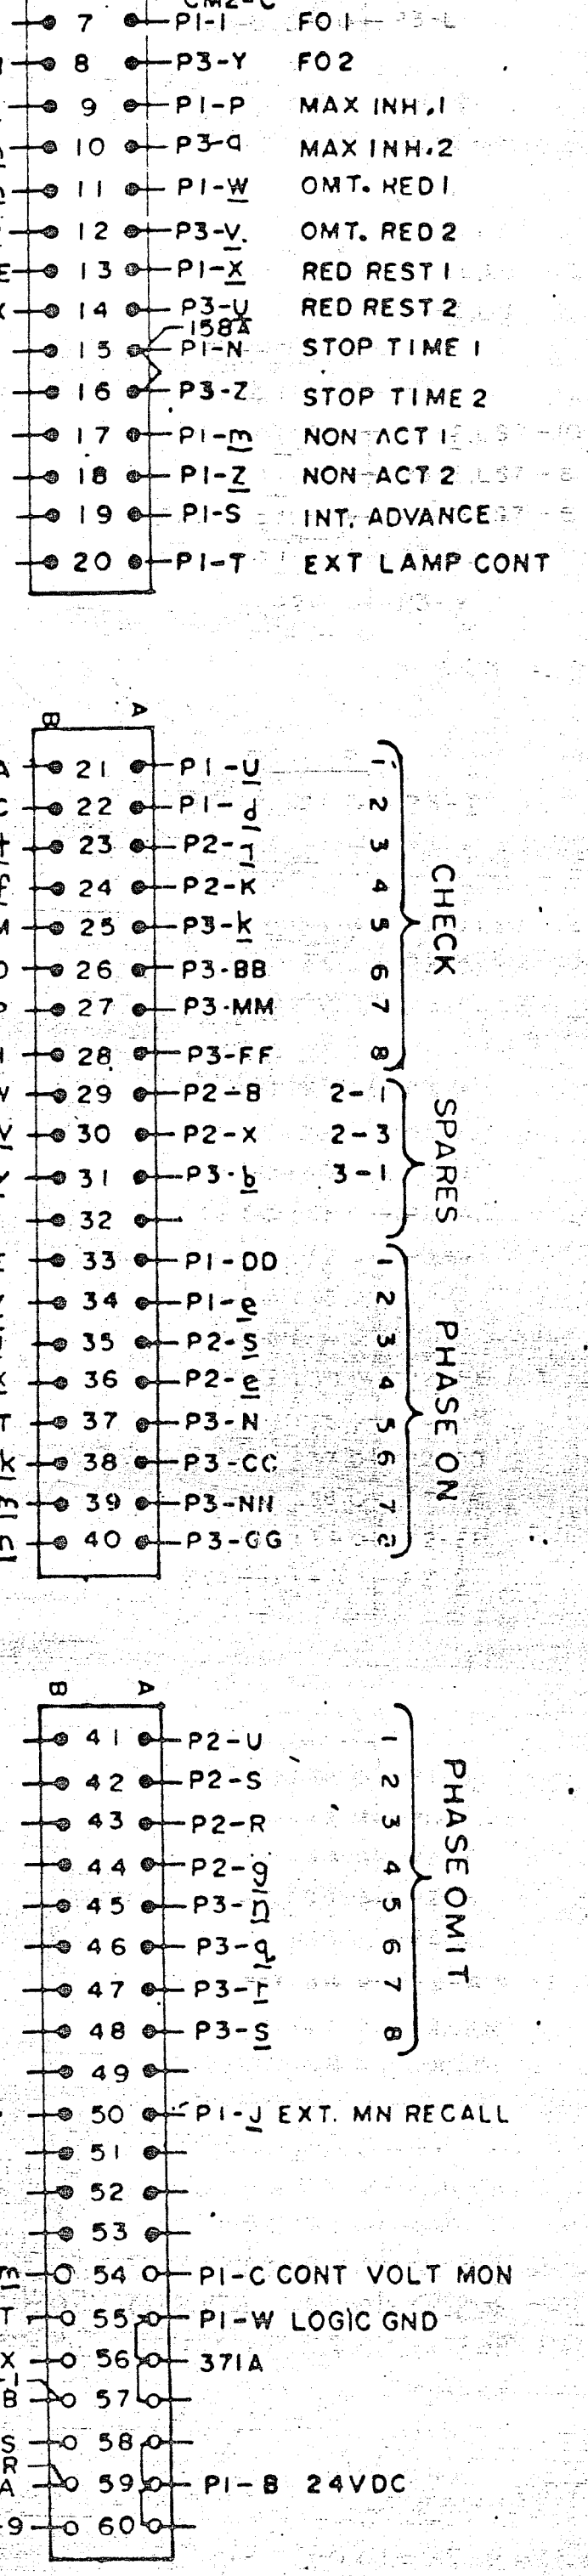 CM2-C
7 P1-I FO 1
8 P3-Y FO 2
9 P1-P MAX INH.1
10 P3-a MAX INH.2
11 P1-W OMT. RED 1
12 P3-V OMT. RED 2
E 13 P1-X RED REST 1
14 P3-U RED REST 2
158A
15 P1-N STOP TIME 1
16 P3-Z STOP TIME 2
17 P1-m NON ACT 1
18 P1-Z NON-ACT 2
19 P1-S INT. ADVANCE
20 P1-T EXT LAMP CONT
B A
A 21 P1-U 1
C 22 P1-d 2
23 P2-r 3
f 24 P2-K 4
M 25 P3-k 5
26 P3-BB 6
27 P3-MM 7
28 P3-FF 8
CHECK
29 P2-B 2-1
V 30 P2-X 2-3
31 P3-b 3-1
32
SPARES
33 P1-DD 1
34 P1-e 2
35 P2-S 3
X 36 P2-e 4
T 37 P3-N 5
k 38 P3-CC 6
39 P3-NN 7
n 40 P3-GG 8
PHASE ON
B A
41 P2-U 1
42 P2-S 2
43 P2-R 3
44 P2-g 4
45 P3-n 5
46 P3-q 6
47 P3-r 7
48 P3-S 8
PHASE OMIT
49
50 P1-J EXT. MN RECALL
51
52
53
m 54 P1-C CONT VOLT MON
T 55 P1-W LOGIC GND
X 56 371A
B 57
S 58
R
A 59 P1-B 24VDC
9 60